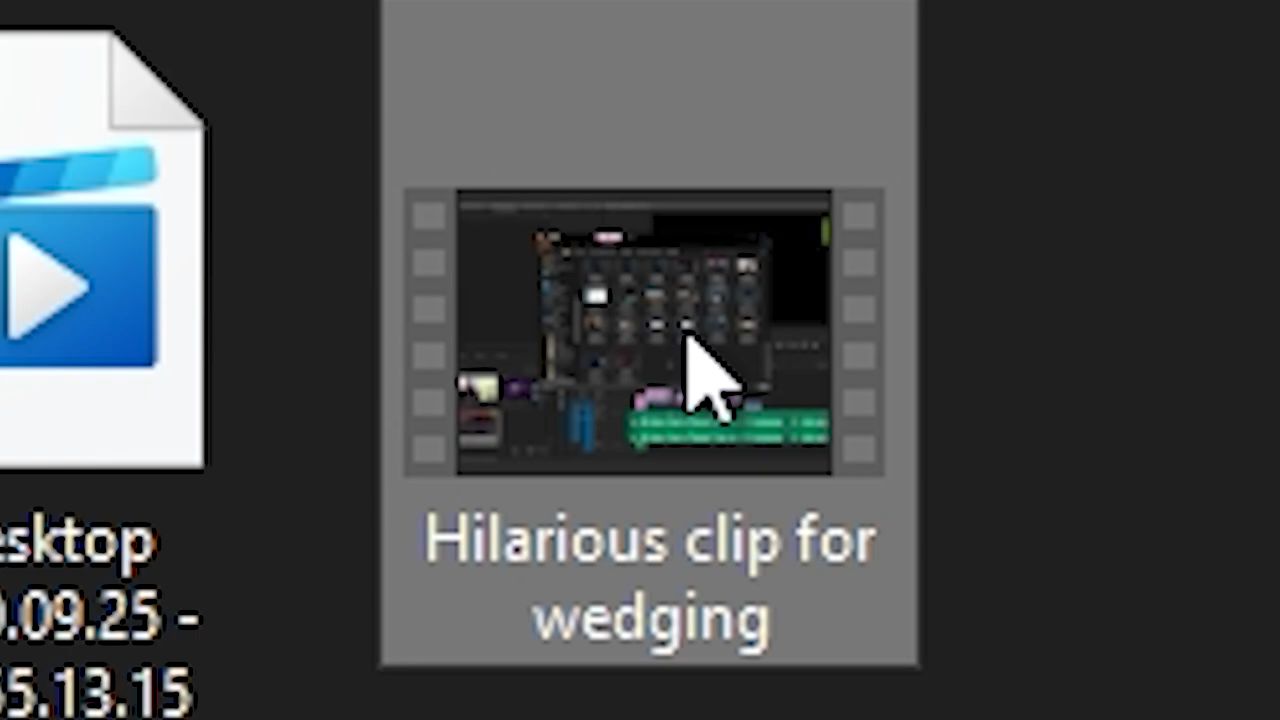 Hilarious clip for
wedging
esktop
.09.25 -
5.13.15